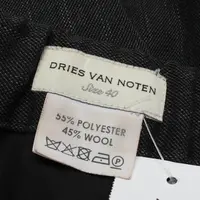 DRIES VAN NOTEN
Size 40
55% POLYESTER
45% WOOL